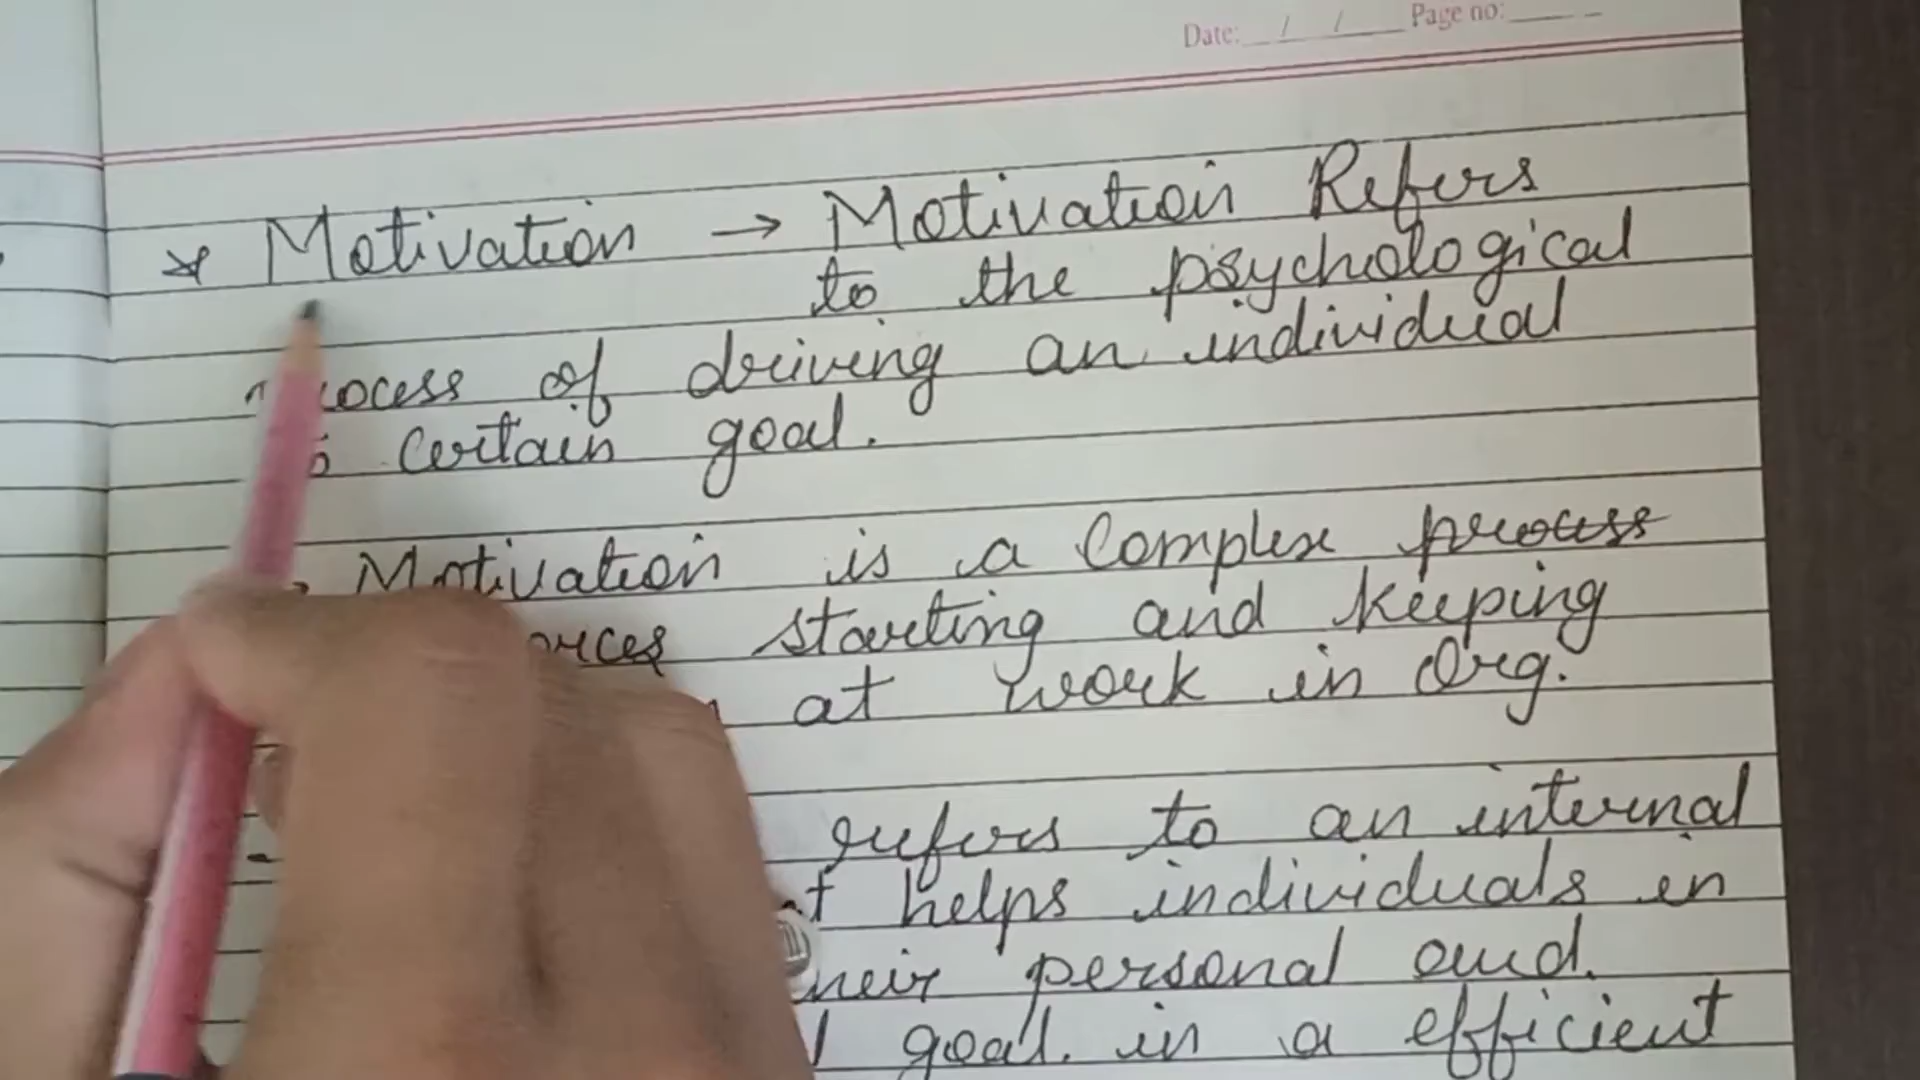 Date: / / Page no:
* Motivation → Motivation Refers
to the psychological
of driving an individual
certain goal.
Motivation is a Complex process
starting and keeping
at work in Org.
refers to an internal
helps individuals in
personal and
goal. in a efficient